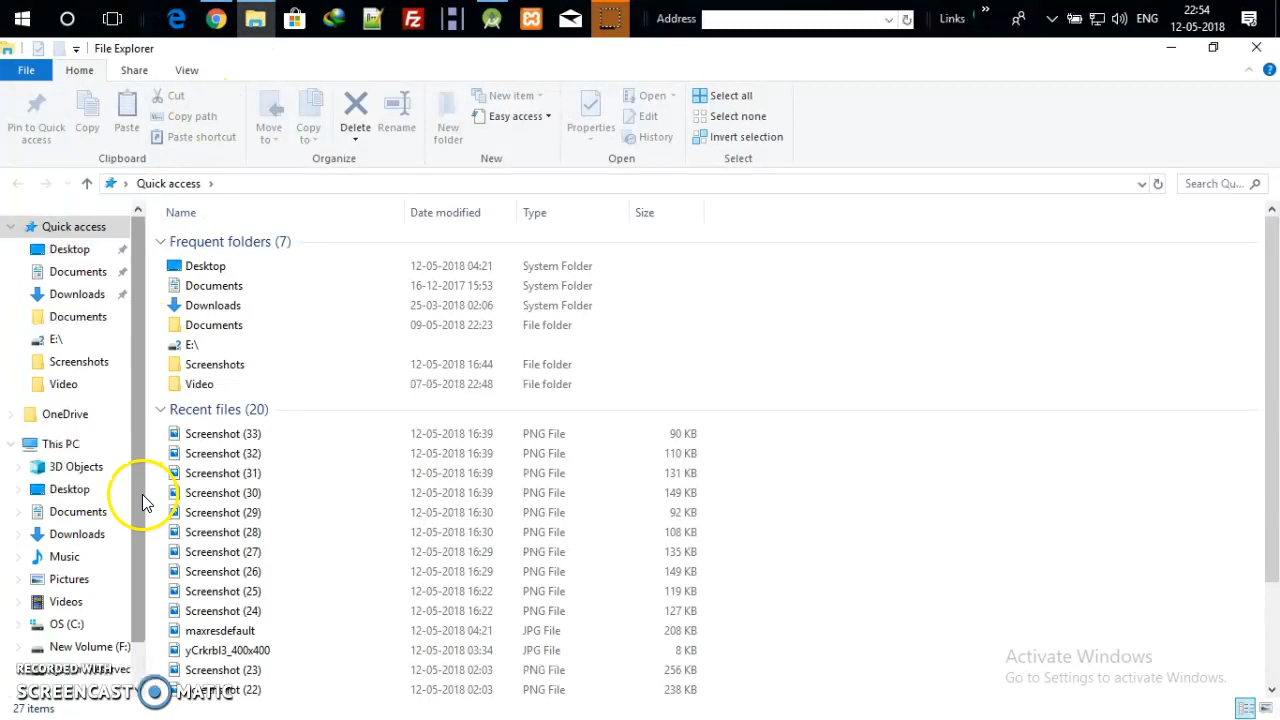 Address
Links
»
ENG
22:54
12-05-2018
File Explorer
File
Home
Share
View
Pin to Quick access
Copy
Paste
Cut
Copy path
Paste shortcut
Clipboard
Move to
Copy to
Delete
Rename
Organize
New folder
New item
Easy access
New
Properties
Open
Edit
History
Open
Select all
Select none
Invert selection
Select
Quick access
Search Qu...
Name
Date modified
Type
Size
Quick access
Desktop
Documents
Downloads
Documents
E:\
Screenshots
Video
OneDrive
This PC
3D Objects
Desktop
Documents
Downloads
Music
Pictures
Videos
OS (C:)
New Volume (F:)
Frequent folders (7)
Desktop 12-05-2018 04:21 System Folder
Documents 16-12-2017 15:53 System Folder
Downloads 25-03-2018 02:06 System Folder
Documents 09-05-2018 22:23 File folder
E:\
Screenshots 12-05-2018 16:44 File folder
Video 07-05-2018 22:48 File folder
Recent files (20)
Screenshot (33) 12-05-2018 16:39 PNG File 90 KB
Screenshot (32) 12-05-2018 16:39 PNG File 110 KB
Screenshot (31) 12-05-2018 16:39 PNG File 131 KB
Screenshot (30) 12-05-2018 16:39 PNG File 149 KB
Screenshot (29) 12-05-2018 16:30 PNG File 92 KB
Screenshot (28) 12-05-2018 16:30 PNG File 108 KB
Screenshot (27) 12-05-2018 16:29 PNG File 135 KB
Screenshot (26) 12-05-2018 16:29 PNG File 149 KB
Screenshot (25) 12-05-2018 16:22 PNG File 119 KB
Screenshot (24) 12-05-2018 16:22 PNG File 127 KB
maxresdefault 12-05-2018 04:21 JPG File 208 KB
yCrkrbI3_400x400 12-05-2018 03:34 JPG File 8 KB
Screenshot (23) 12-05-2018 02:03 PNG File 256 KB
(22) 12-05-2018 02:03 PNG File 238 KB
Activate Windows
Go to Settings to activate Windows.
RECORDED WITH
SCREENCAST MATIC
27 items